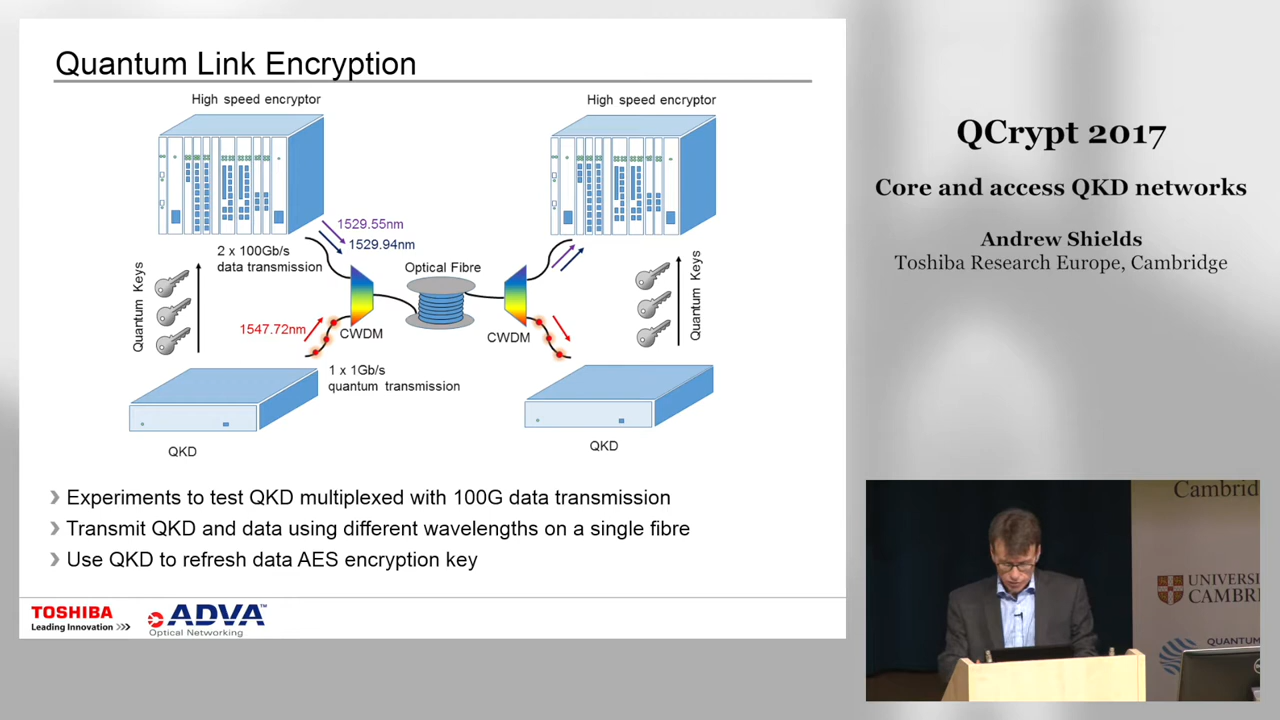 Quantum Link Encryption
High speed encryptor
High speed encryptor
1529.55nm
1529.94nm
2 x 100Gb/s
data transmission
Optical Fibre
Quantum Keys
Quantum Keys
1547.72nm
CWDM
CWDM
1 x 1Gb/s
quantum transmission
QKD
QKD
Experiments to test QKD multiplexed with 100G data transmission
Transmit QKD and data using different wavelengths on a single fibre
Use QKD to refresh data AES encryption key
TOSHIBA
Leading Innovation
ADVA™
Optical Networking
QCrypt 2017
Core and access QKD networks
Andrew Shields
Toshiba Research Europe, Cambridge
Cambrid
UNIVERSI
CAMBRI
QUANTUM